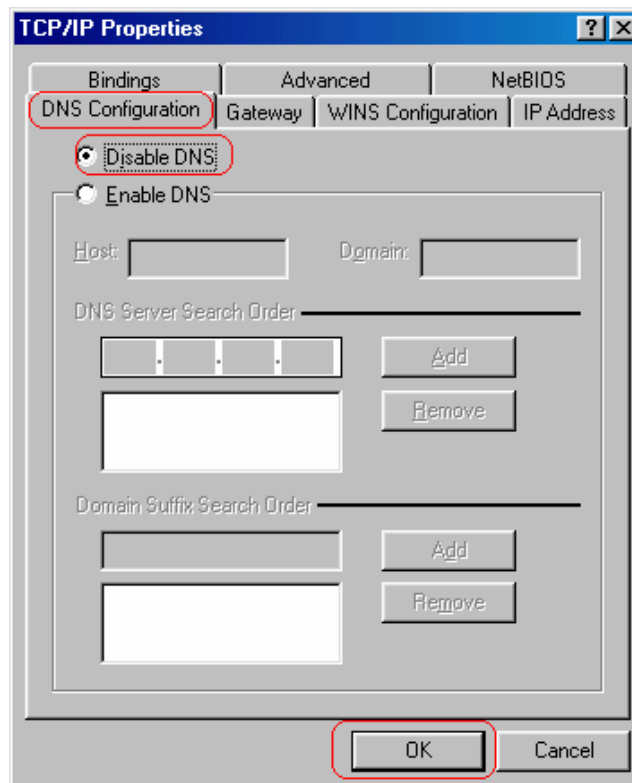 TCP/IP Properties
? X
Bindings Advanced NetBIOS
DNS Configuration Gateway WINS Configuration IP Address
Disable DNS
Enable DNS
Host: Domain:
DNS Server Search Order
. . . Add
Remove
Domain Suffix Search Order
Add
Remove
OK Cancel